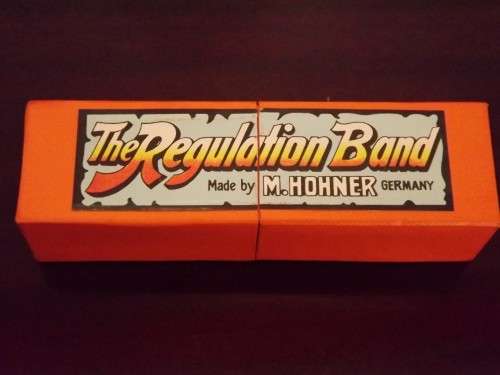 The Regulation Band
Made by M. HOHNER GERMANY